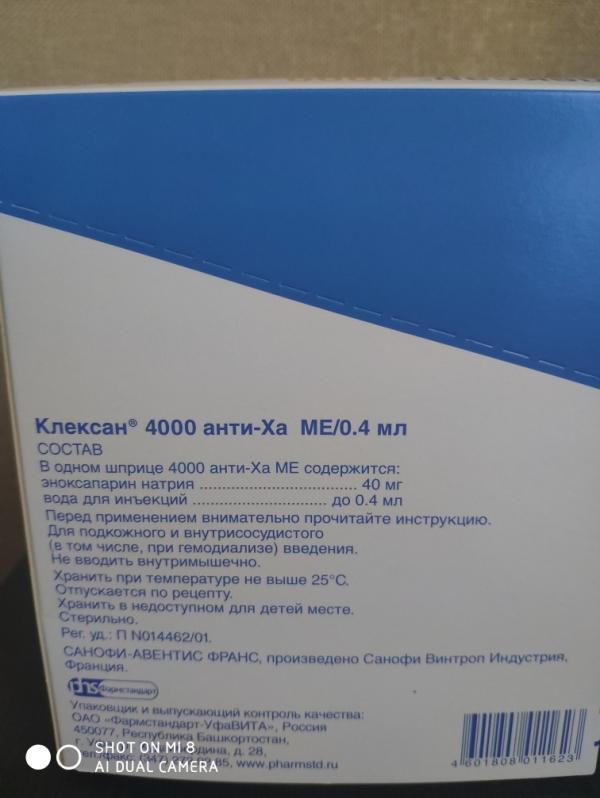 Клексан® 4000 анти-Ха МЕ/0.4 мл
СОСТАВ
В одном шприце 4000 анти-Ха МЕ содержится:
эноксапарин натрия .................................... 40 мг
вода для инъекций .......................... до 0.4 мл
Перед применением внимательно прочитайте инструкцию.
Для подкожного и внутрисосудистого
(в том числе, при гемодиализе) введения.
Не вводить внутримышечно.
Хранить при температуре не выше 25°С.
Отпускается по рецепту.
Хранить в недоступном для детей месте.
Стерильно.
Рег. уд.: П N014462/01.
САНОФИ-АВЕНТИС ФРАНС, произведено Санофи Винтроп Индустрия,
Франция.
phs Фармстандарт
Упаковщик и выпускающий контроль качества:
ОАО «Фармстандарт-УфаВИТА», Россия
450077, Республика Башкортостан,
д. 28,
www.pharmstd.ru
4 601808 011623
SHOT ON MI 8
AI DUAL CAMERA